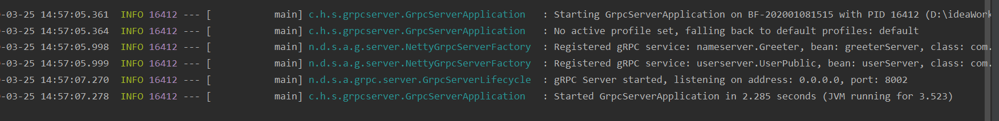 -03-25 14:57:05.361  INFO 16412 --- [           main] c.h.s.grpcserver.GrpcServerApplication   : Starting GrpcServerApplication on BF-202001081515 with PID 16412 (D:\ideaWork
-03-25 14:57:05.364  INFO 16412 --- [           main] c.h.s.grpcserver.GrpcServerApplication   : No active profile set, falling back to default profiles: default
-03-25 14:57:05.998  INFO 16412 --- [           main] n.d.s.a.g.server.NettyGrpcServerFactory  : Registered gRPC service: nameserver.Greeter, bean: greeterServer, class: com.
-03-25 14:57:05.999  INFO 16412 --- [           main] n.d.s.a.g.server.NettyGrpcServerFactory  : Registered gRPC service: userserver.UserPublic, bean: userServer, class: com.
-03-25 14:57:07.270  INFO 16412 --- [           main] n.d.s.a.grpc.server.GrpcServerLifecycle  : gRPC Server started, listening on address: 0.0.0.0, port: 8002
-03-25 14:57:07.278  INFO 16412 --- [           main] c.h.s.grpcserver.GrpcServerApplication   : Started GrpcServerApplication in 2.285 seconds (JVM running for 3.523)